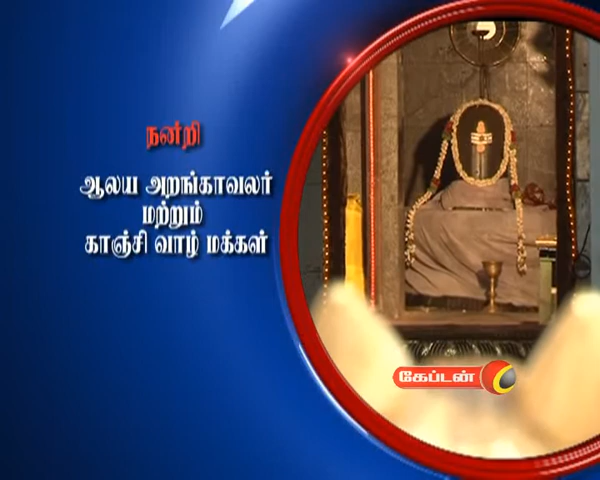 நன்றி
ஆலய அறங்காவலர்
மற்றும்
காஞ்சி வாழ் மக்கள்
கேப்டன்